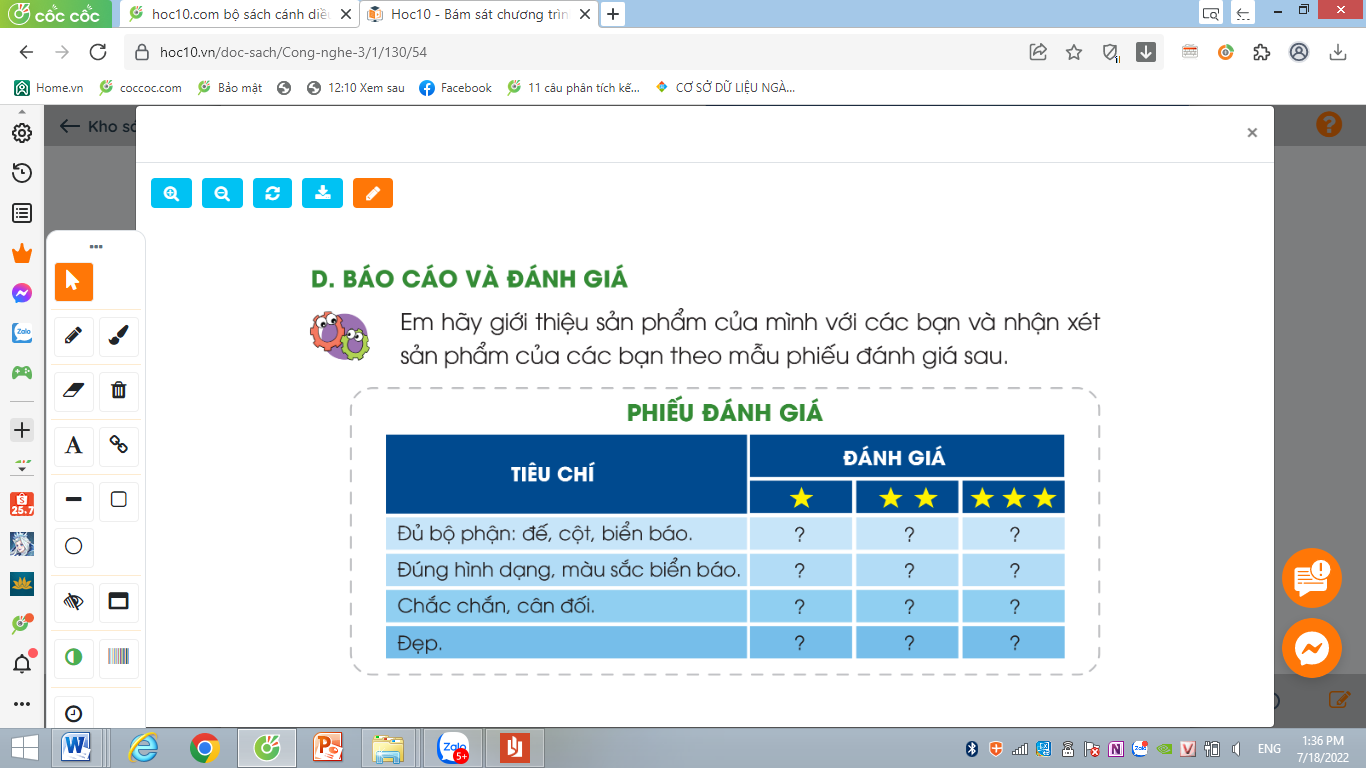 cốc cốc
hoc10.com bộ sách cánh diều
Hoc10 - Bám sát chương trìn
hoc10.vn/doc-sach/Cong-nghe-3/1/130/54
Home.vn
coccoc.com
Bảo mật
12:10 Xem sau
Facebook
11 câu phân tích kế...
CƠ SỞ DỮ LIỆU NGÀ...
Kho sá
D. BÁO CÁO VÀ ĐÁNH GIÁ
Em hãy giới thiệu sản phẩm của mình với các bạn và nhận xét
sản phẩm của các bạn theo mẫu phiếu đánh giá sau.
PHIẾU ĐÁNH GIÁ
TIÊU CHÍ
ĐÁNH GIÁ
Đủ bộ phận: đế, cột, biển báo. ? ? ?
Đúng hình dạng, màu sắc biển báo. ? ? ?
Chắc chắn, cân đối. ? ? ?
Đẹp. ? ? ?
Zalo
25.7
A
Zalo
5+
ENG
1:36 PM
7/18/2022